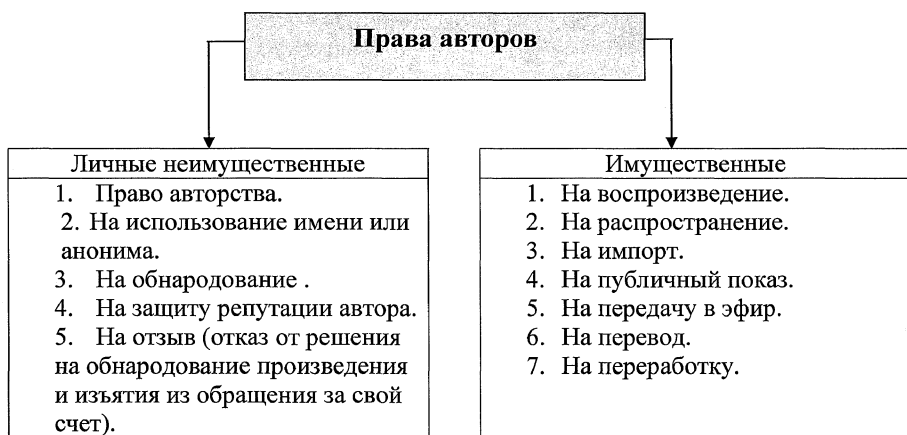 Права авторов
Личные неимущественные
1. Право авторства.
2. На использование имени или
анонима.
3. На обнародование .
4. На защиту репутации автора.
5. На отзыв (отказ от решения
на обнародование произведения
и изъятия из обращения за свой
счет).
Имущественные
1. На воспроизведение.
2. На распространение.
3. На импорт.
4. На публичный показ.
5. На передачу в эфир.
6. На перевод.
7. На переработку.